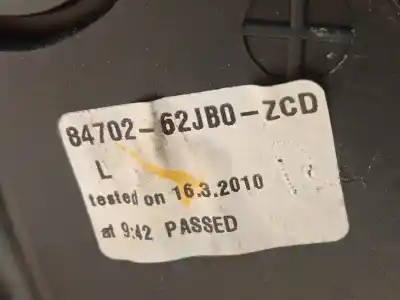 84702-62JB0-ZCD
L
tested on 16.3.2010
at 9:42 PASSED